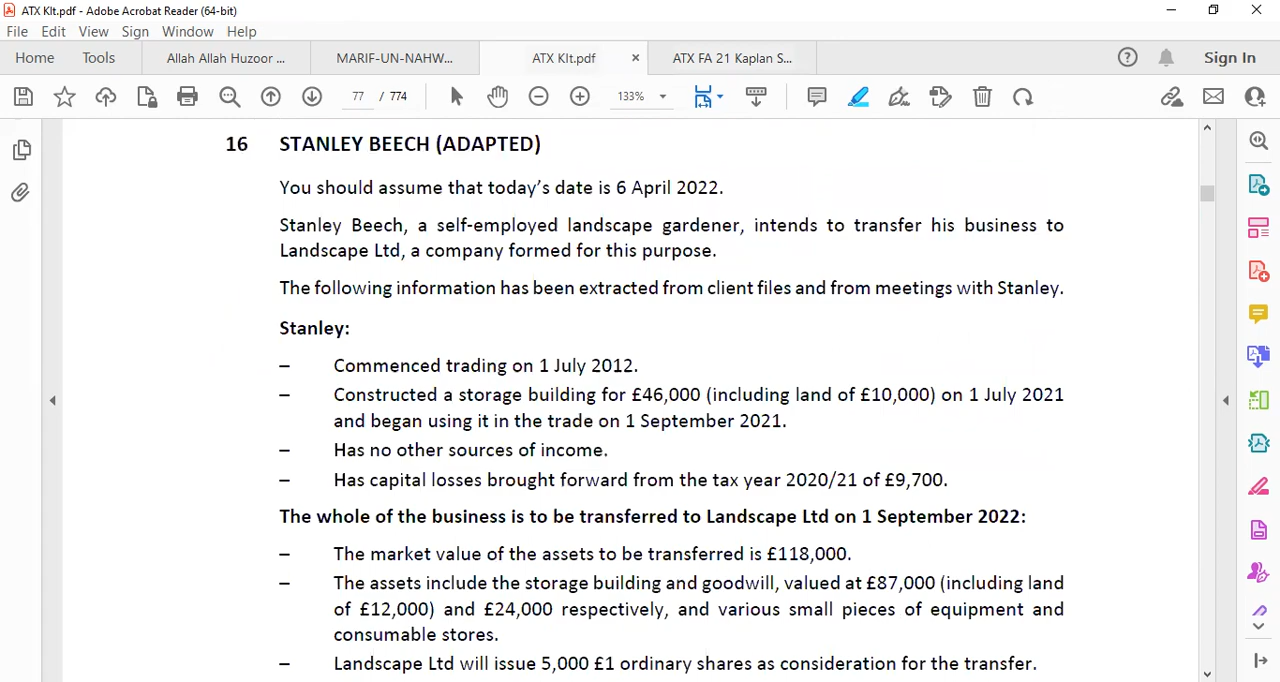 ATX KIt.pdf - Adobe Acrobat Reader (64-bit)
File Edit View Sign Window Help
Home Tools Allah Allah Huzoor ... MARIF-UN-NAHW... ATX KIt.pdf × ATX FA 21 Kaplan S... Sign In
77 / 774 133%
16 STANLEY BEECH (ADAPTED)
You should assume that today's date is 6 April 2022.
Stanley Beech, a self-employed landscape gardener, intends to transfer his business to
Landscape Ltd, a company formed for this purpose.
The following information has been extracted from client files and from meetings with Stanley.
Stanley:
– Commenced trading on 1 July 2012.
– Constructed a storage building for £46,000 (including land of £10,000) on 1 July 2021
and began using it in the trade on 1 September 2021.
– Has no other sources of income.
– Has capital losses brought forward from the tax year 2020/21 of £9,700.
The whole of the business is to be transferred to Landscape Ltd on 1 September 2022:
– The market value of the assets to be transferred is £118,000.
– The assets include the storage building and goodwill, valued at £87,000 (including land
of £12,000) and £24,000 respectively, and various small pieces of equipment and
consumable stores.
– Landscape Ltd will issue 5,000 £1 ordinary shares as consideration for the transfer.